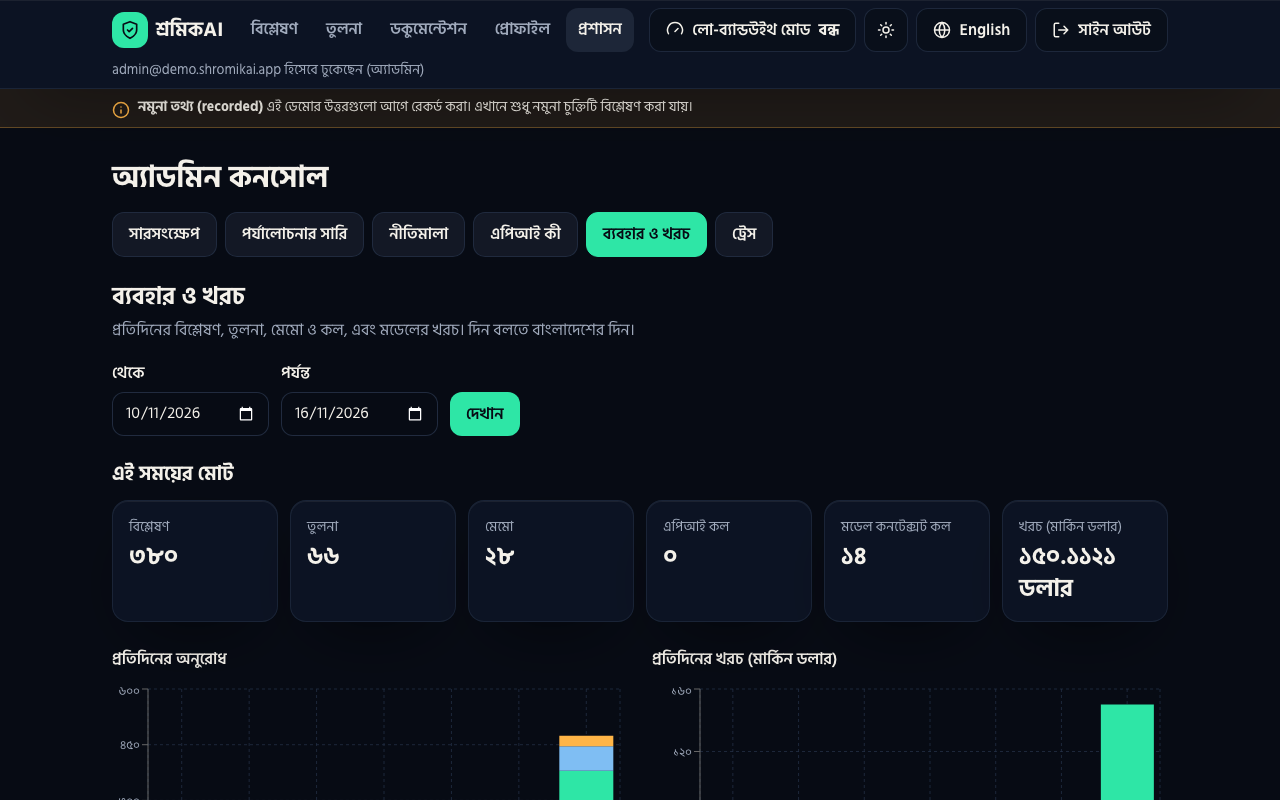 শ্রমিকAI
বিশ্লেষণ
তুলনা
ডকুমেন্টেশন
প্রোফাইল
প্রশাসন
লো-ব্যান্ডউইথ মোড বন্ধ
English
সাইন আউট
admin@demo.shromikai.app হিসেবে ঢুকেছেন (অ্যাডমিন)
নমুনা তথ্য (recorded) এই ডেমোর উত্তরগুলো আগে রেকর্ড করা। এখানে শুধু নমুনা চুক্তিটি বিশ্লেষণ করা যায়।
অ্যাডমিন কনসোল
সারসংক্ষেপ
পর্যালোচনার সারি
নীতিমালা
এপিআই কী
ব্যবহার ও খরচ
ট্রেস
ব্যবহার ও খরচ
প্রতিদিনের বিশ্লেষণ, তুলনা, মেমো ও কল, এবং মডেলের খরচ। দিন বলতে বাংলাদেশের দিন।
থেকে
পর্যন্ত
10/11/2026
16/11/2026
দেখান
এই সময়ের মোট
বিশ্লেষণ
৩৮০
তুলনা
৬৬
মেমো
২৮
এপিআই কল
০
মডেল কনটেক্সট কল
১৪
খরচ (মার্কিন ডলার)
১৫০.১১২১
ডলার
প্রতিদিনের অনুরোধ
৬০০
৪৫০
প্রতিদিনের খরচ (মার্কিন ডলার)
১৬০
১২০